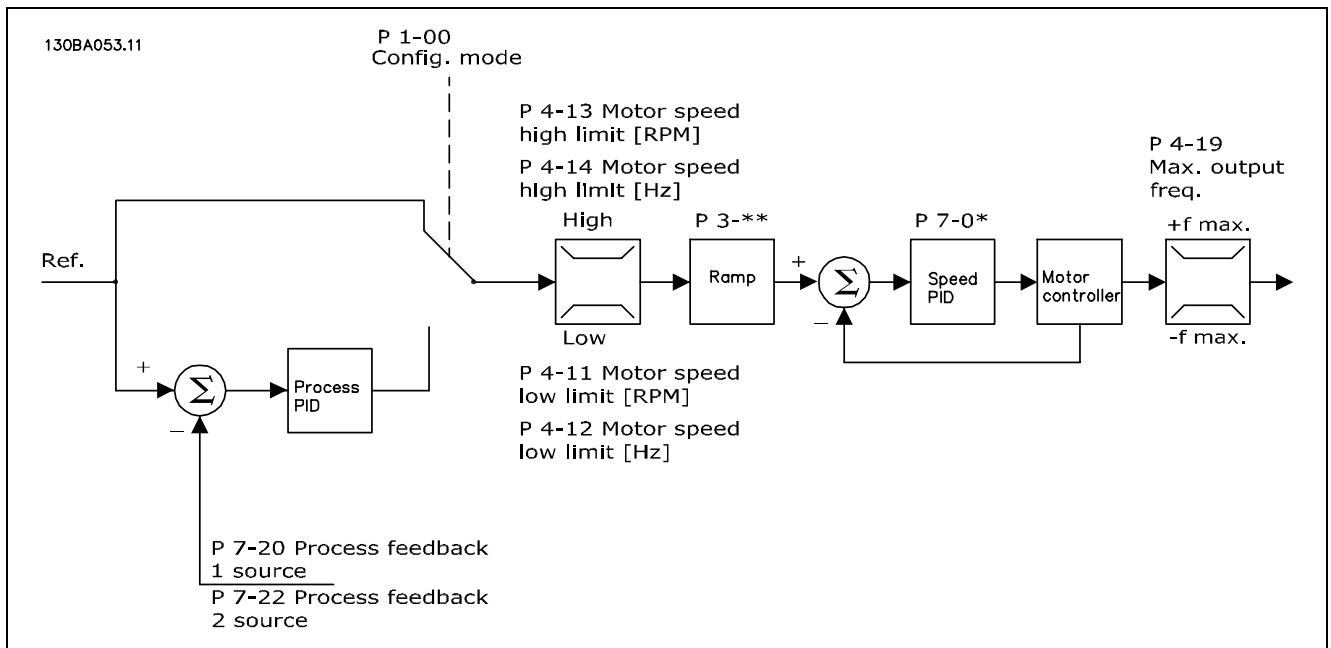 130BA053.11
P 1-00
Config. mode
P 4-13 Motor speed
high limit [RPM]
P 4-14 Motor speed
high limit [Hz]
P 4-19
Max. output
freq.
High
P 3-**
P 7-0*
+f max.
Ref.
+
Ramp
Σ
Speed
PID
Motor
controller
−
Low
-f max.
+
Σ
Process
PID
−
P 4-11 Motor speed
low limit [RPM]
P 4-12 Motor speed
low limit [Hz]
P 7-20 Process feedback
1 source
P 7-22 Process feedback
2 source